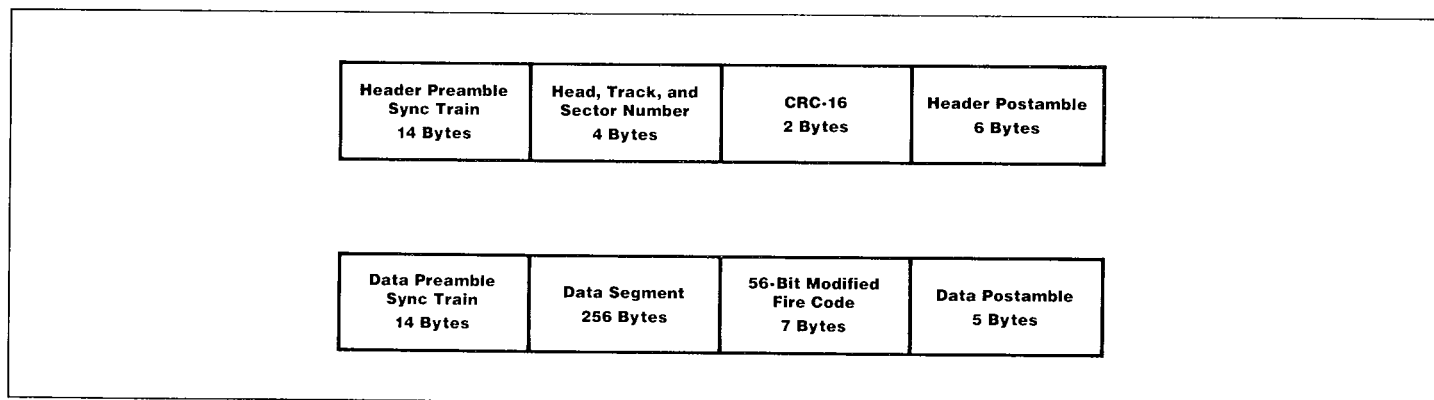 Header Preamble
Sync Train
14 Bytes
Head, Track, and
Sector Number
4 Bytes
CRC-16
2 Bytes
Header Postamble
6 Bytes
Data Preamble
Sync Train
14 Bytes
Data Segment
256 Bytes
56-Bit Modified
Fire Code
7 Bytes
Data Postamble
5 Bytes